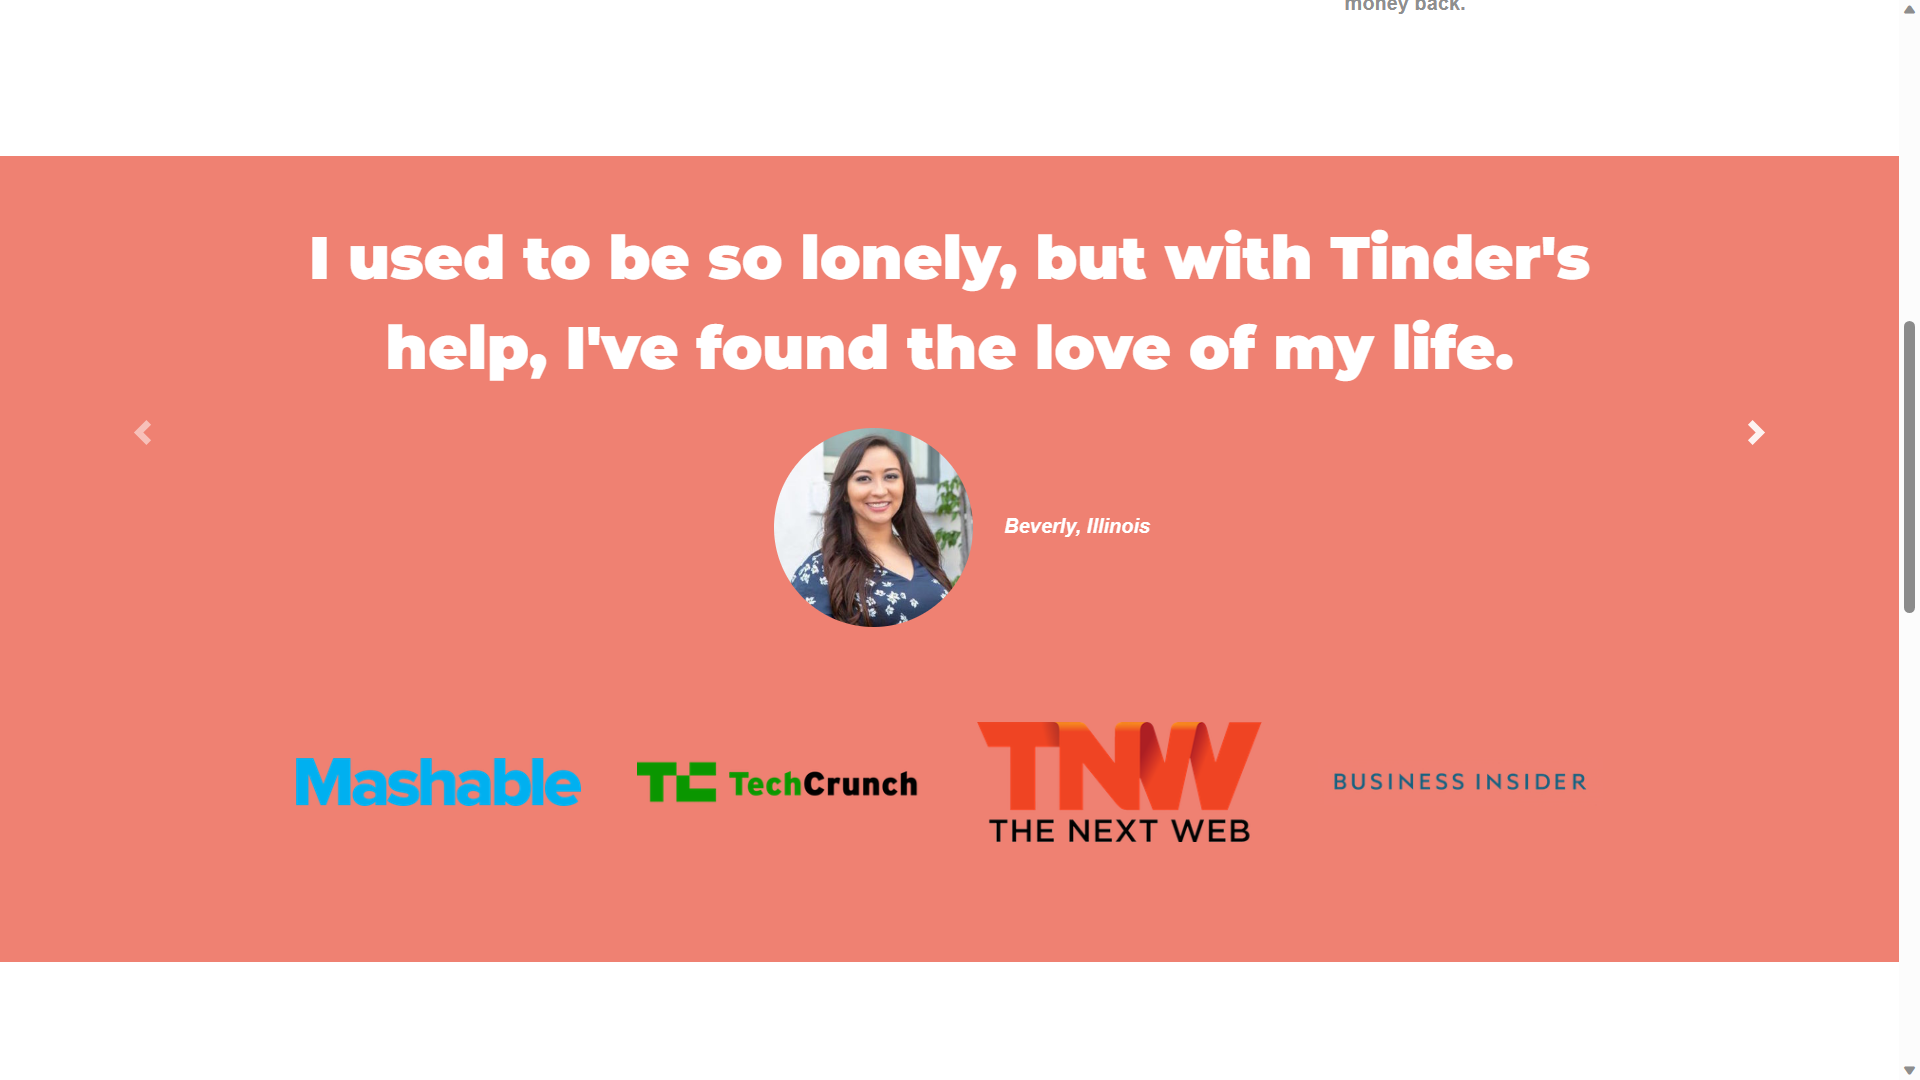 money back.
I used to be so lonely, but with Tinder's
help, I've found the love of my life.
Beverly, Illinois
Mashable
TC TechCrunch
TNW
THE NEXT WEB
BUSINESS INSIDER